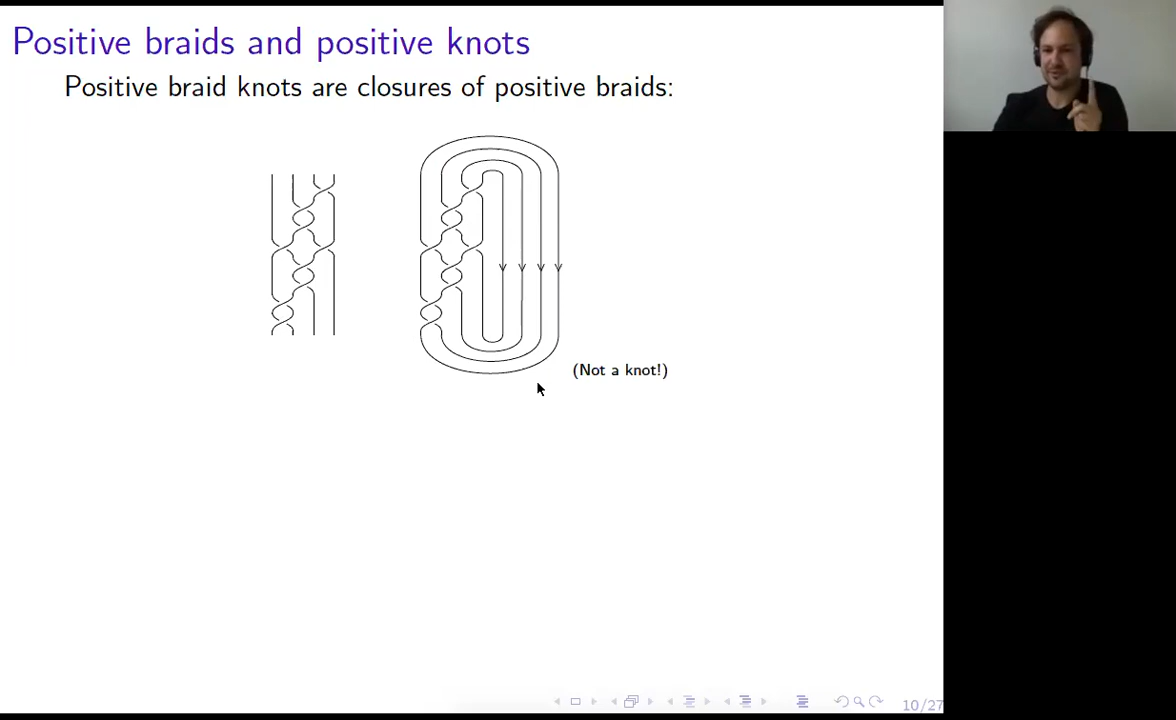 Positive braids and positive knots
Positive braid knots are closures of positive braids:
(Not a knot!)
10/27